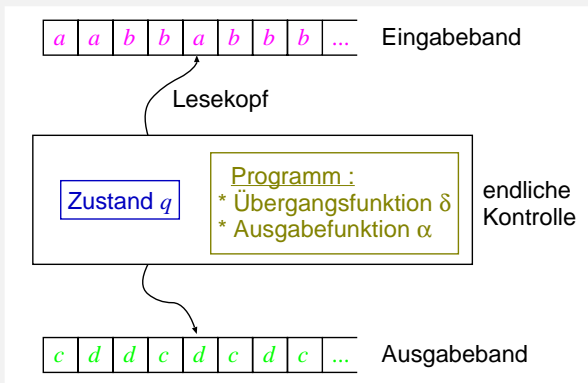 a a b b a b b b ... Eingabeband
Lesekopf
Programm :
Zustand q
* Übergangsfunktion δ
* Ausgabefunktion α
endliche
Kontrolle
c d d c d c d c ... Ausgabeband